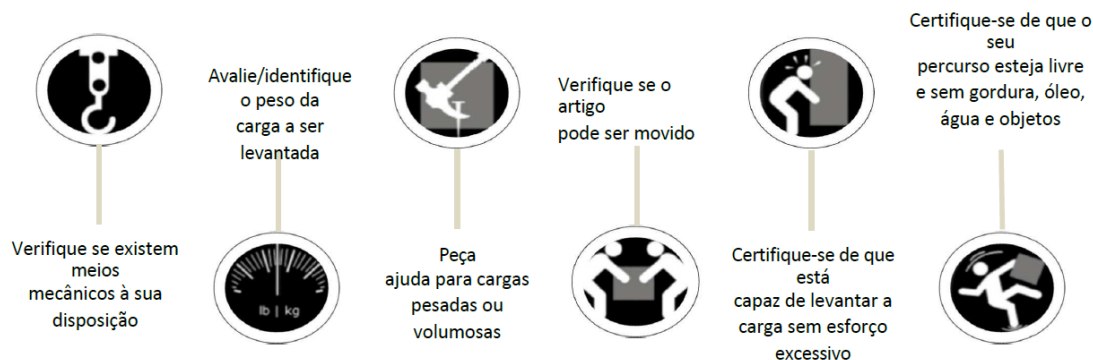 Verifique se existem
meios
mecânicos à sua
disposição
Avalie/identifique
o peso da
carga a ser
levantada
lb | kg
Peça
ajuda para cargas
pesadas ou
volumosas
Verifique se o
artigo
pode ser movido
Certifique-se de que
está
capaz de levantar a
carga sem esforço
excessivo
Certifique-se de que o
seu
percurso esteja livre
e sem gordura, óleo,
água e objetos